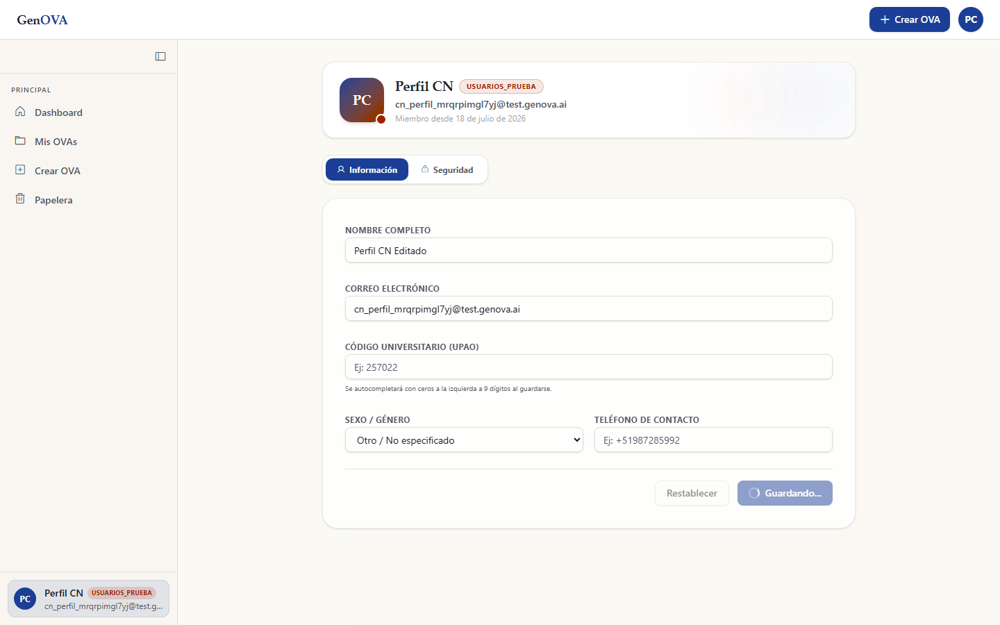 GenOVA
Crear OVA
PC
PRINCIPAL
Dashboard
Mis OVAs
Crear OVA
Papelera
PC
Perfil CN
USUARIOS_PRUEBA
cn_perfil_mrqrpimgl7yj@test.genova.ai
Miembro desde 18 de julio de 2026
Información
Seguridad
NOMBRE COMPLETO
Perfil CN Editado
CORREO ELECTRÓNICO
cn_perfil_mrqrpimgl7yj@test.genova.ai
CÓDIGO UNIVERSITARIO (UPAO)
Ej: 257022
Se autocompletará con ceros a la izquierda a 9 dígitos al guardarse.
SEXO / GÉNERO
Otro / No especificado
TELÉFONO DE CONTACTO
Ej: +51987285992
Restablecer
Guardando...
PC
Perfil CN
USUARIOS_PRUEBA
cn_perfil_mrqrpimgl7yj@test.g...